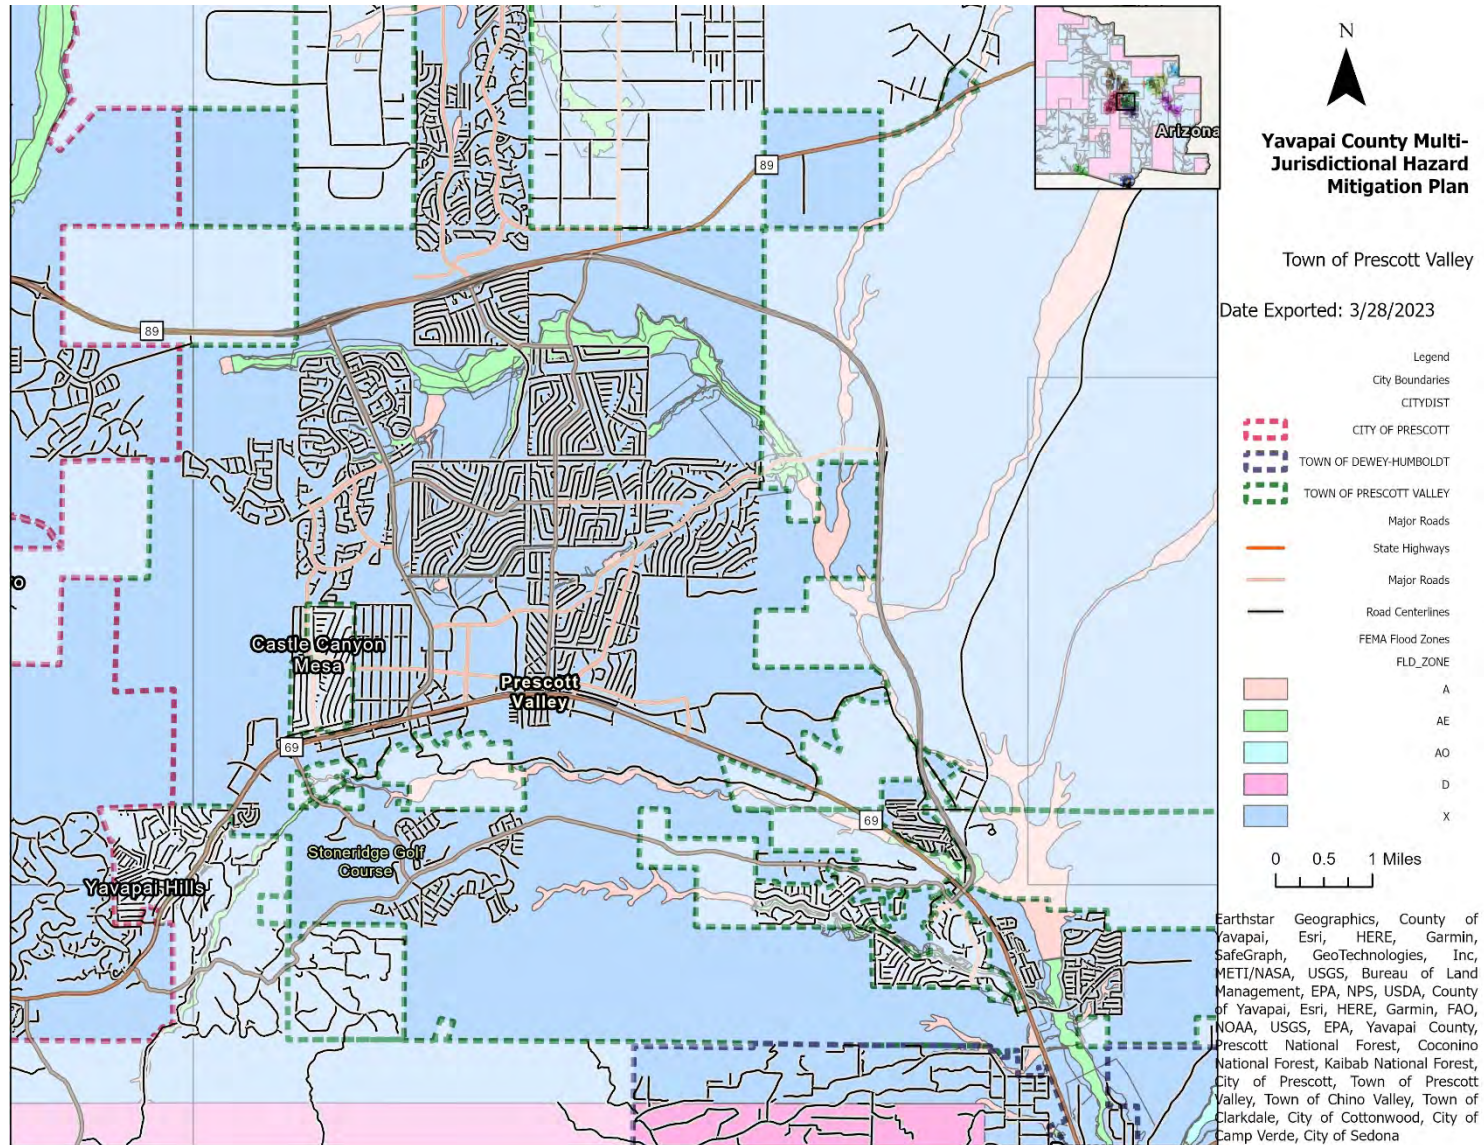 N
Yavapai County Multi-
Jurisdictional Hazard
Mitigation Plan
Town of Prescott Valley
Date Exported: 3/28/2023
Legend
City Boundaries
CITYDIST
CITY OF PRESCOTT
TOWN OF DEWEY-HUMBOLDT
TOWN OF PRESCOTT VALLEY
Major Roads
State Highways
Major Roads
Road Centerlines
FEMA Flood Zones
FLD_ZONE
A
AE
AO
D
X
0 0.5 1 Miles
Earthstar Geographics, County of
Yavapai, Esri, HERE, Garmin,
SafeGraph, GeoTechnologies, Inc,
METI/NASA, USGS, Bureau of Land
Management, EPA, NPS, USDA, County
of Yavapai, Esri, HERE, Garmin, FAO,
NOAA, USGS, EPA, Yavapai County,
Prescott National Forest, Coconino
National Forest, Kaibab National Forest,
City of Prescott, Town of Prescott
Valley, Town of Chino Valley, Town of
Clarkdale, City of Cottonwood, City of
Camp Verde, City of Sedona
Arizona
89
89
Castle Canyon
Mesa
Prescott
Valley
69
69
Stoneridge Golf
Course
Yavapai Hills